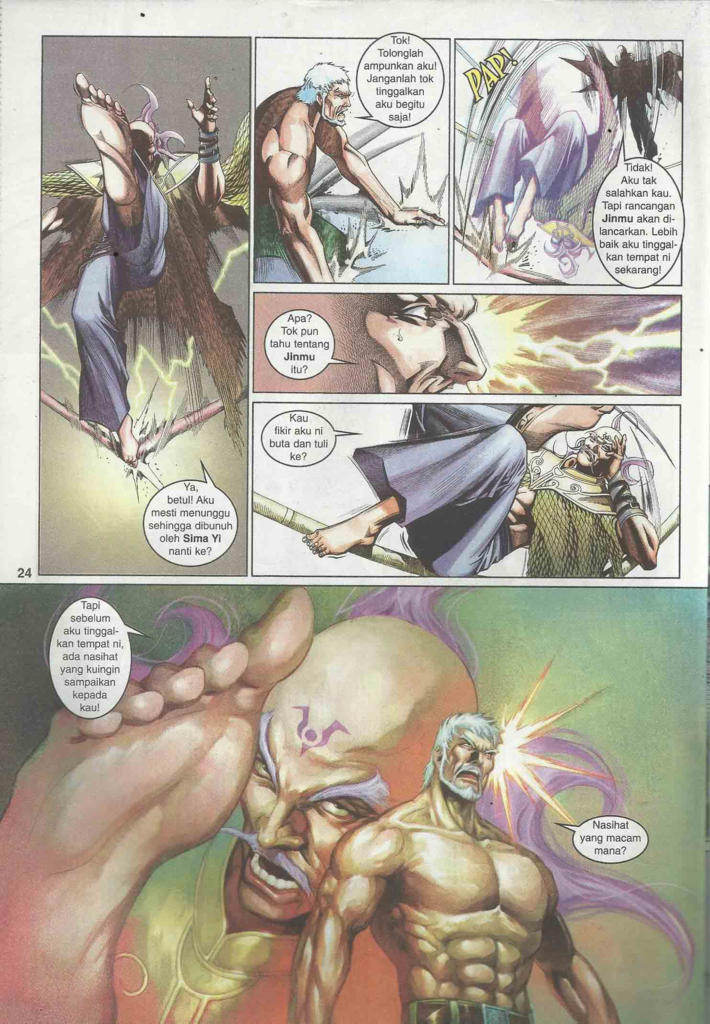 Ya,
betul! Aku
mesti menunggu
sehingga dibunuh
oleh Sima Yi
nanti ke?
Tok!
Tolonglah
ampunkan aku!
Janganlah tok
tinggalkan
aku begitu
saja!
PAP!
Tidak!
Aku tak
salahkan kau.
Tapi rancangan
Jinmu akan di-
lancarkan. Lebih
baik aku tinggal-
kan tempat ni
sekarang!
Apa?
Tok pun
tahu tentang
Jinmu
itu?
Kau
fikir aku ni
buta dan tuli
ke?
24
Tapi
sebelum
aku tinggal-
kan tempat ni,
ada nasihat
yang kuingin
sampaikan
kepada
kau!
Nasihat
yang macam
mana?